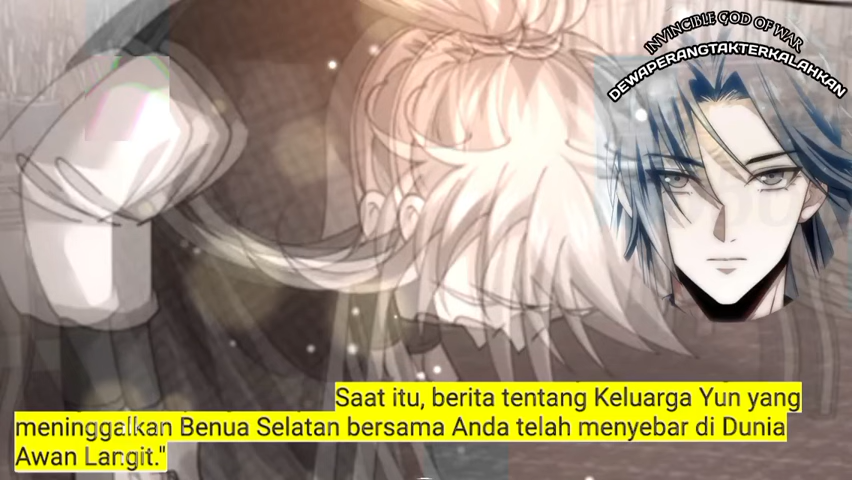 INVINCIBLE GOD OF WAR
DEWAPERANGTAKTERKALAHKAN
Saat itu, berita tentang Keluarga Yun yang
meninggalkan Benua Selatan bersama Anda telah menyebar di Dunia
Awan Langit."